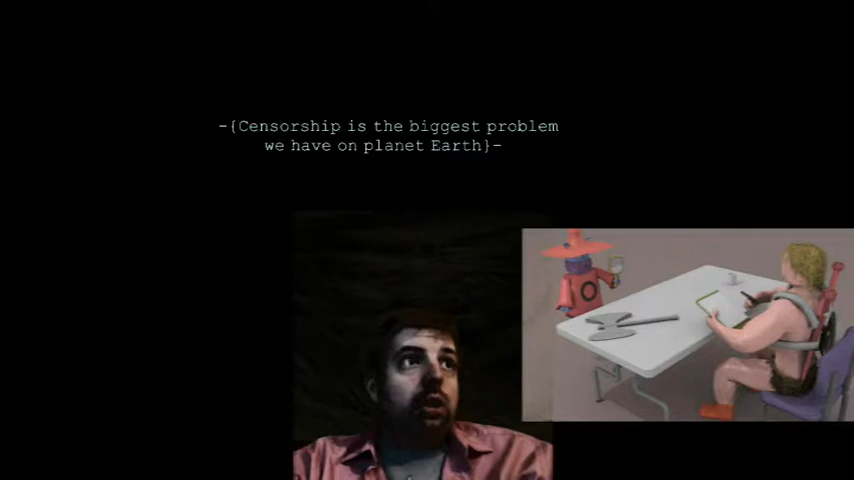 -{Censorship is the biggest problem
we have on planet Earth}-